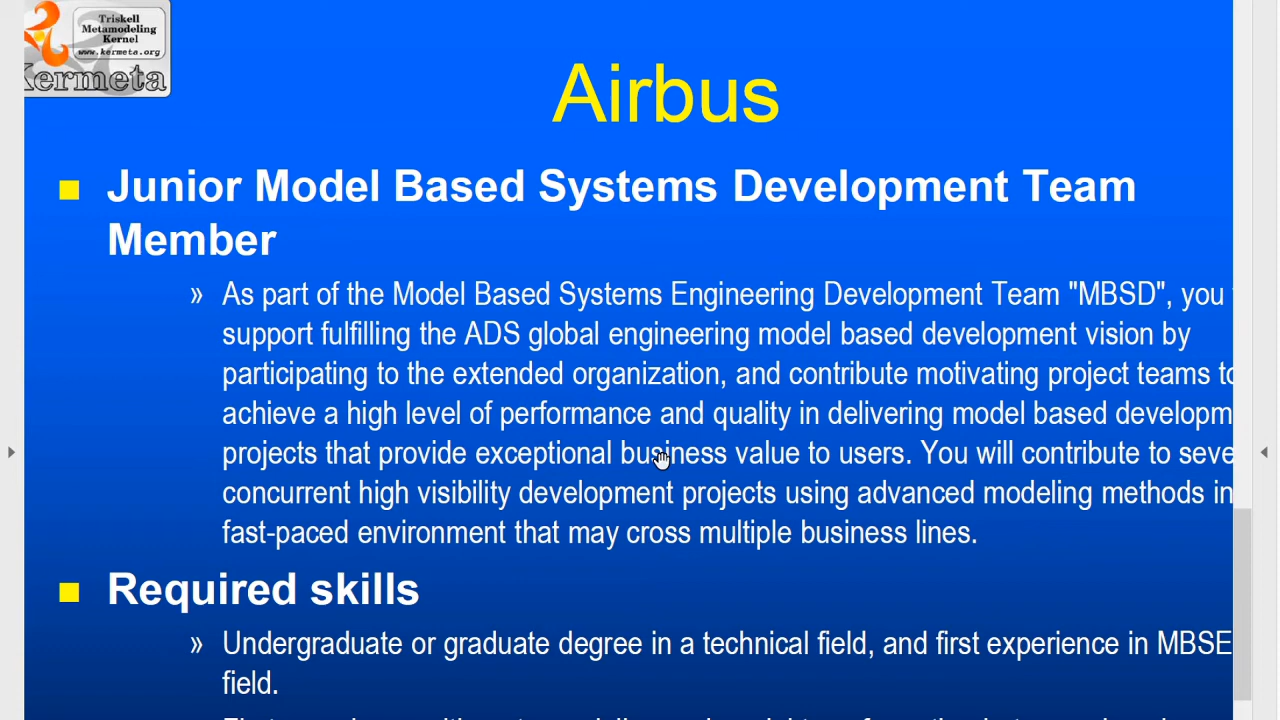 Triskell
Metamodeling
Kernel
www.kermeta.org
Kermeta
Airbus
Junior Model Based Systems Development Team
Member
» As part of the Model Based Systems Engineering Development Team "MBSD", you
support fulfilling the ADS global engineering model based development vision by
participating to the extended organization, and contribute motivating project teams to
achieve a high level of performance and quality in delivering model based developm
projects that provide exceptional business value to users. You will contribute to seve
concurrent high visibility development projects using advanced modeling methods in
fast-paced environment that may cross multiple business lines.
Required skills
» Undergraduate or graduate degree in a technical field, and first experience in MBSE
field.